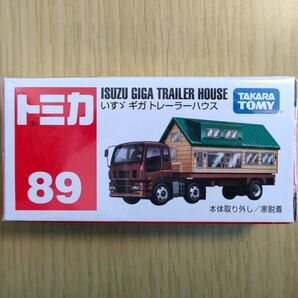 トミカ
89
ISUZU GIGA TRAILER HOUSE
いすゞ ギガ トレーラーハウス
TAKARA
TOMY
本体取り外し/家脱着